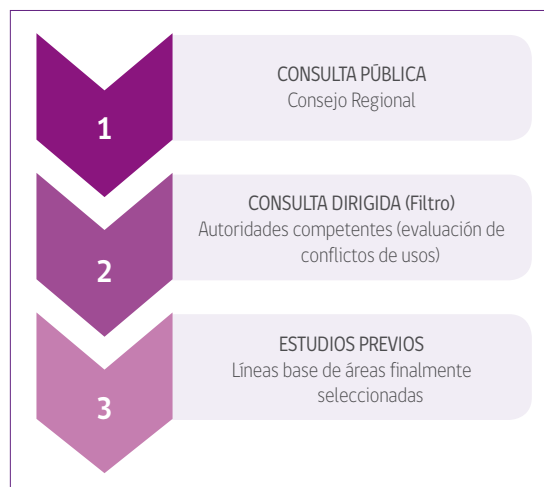 1
CONSULTA PÚBLICA
Consejo Regional
2
CONSULTA DIRIGIDA (Filtro)
Autoridades competentes (evaluación de
conflictos de usos)
3
ESTUDIOS PREVIOS
Líneas base de áreas finalmente
seleccionadas